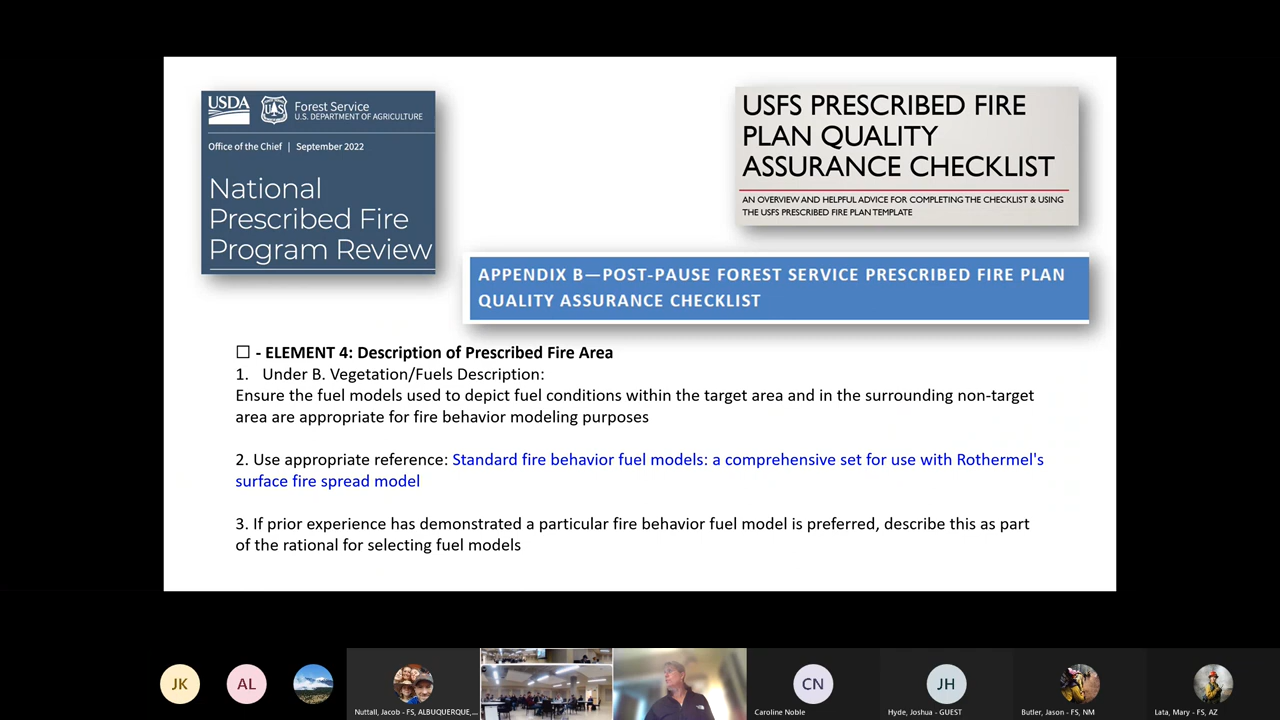 USDA
Forest Service
U.S. DEPARTMENT OF AGRICULTURE
Office of the Chief | September 2022
National
Prescribed Fire
Program Review
USFS PRESCRIBED FIRE
PLAN QUALITY
ASSURANCE CHECKLIST
AN OVERVIEW AND HELPFUL ADVICE FOR COMPLETING THE CHECKLIST & USING
THE USFS PRESCRIBED FIRE PLAN TEMPLATE
APPENDIX B—POST-PAUSE FOREST SERVICE PRESCRIBED FIRE PLAN
QUALITY ASSURANCE CHECKLIST
☐ - ELEMENT 4: Description of Prescribed Fire Area
1. Under B. Vegetation/Fuels Description:
Ensure the fuel models used to depict fuel conditions within the target area and in the surrounding non-target
area are appropriate for fire behavior modeling purposes
2. Use appropriate reference: Standard fire behavior fuel models: a comprehensive set for use with Rothermel's
surface fire spread model
3. If prior experience has demonstrated a particular fire behavior fuel model is preferred, describe this as part
of the rational for selecting fuel models
JK
AL
Nuttall, Jacob - FS, ALBUQUERQUE,...
CN
Caroline Noble
JH
Hyde, Joshua - GUEST
Butler, Jason - FS, NM
Lata, Mary - FS, AZ